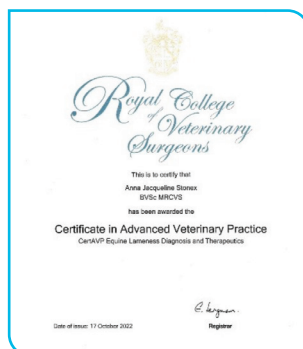 Royal College
of Veterinary
Surgeons
This is to certify that
Anna Jacqueline Stonex
BVSc MRCVS
has been awarded the
Certificate in Advanced Veterinary Practice
CertAVP Equine Lameness Diagnosis and Therapeutics
Date of issue: 17 October 2022
Registrar